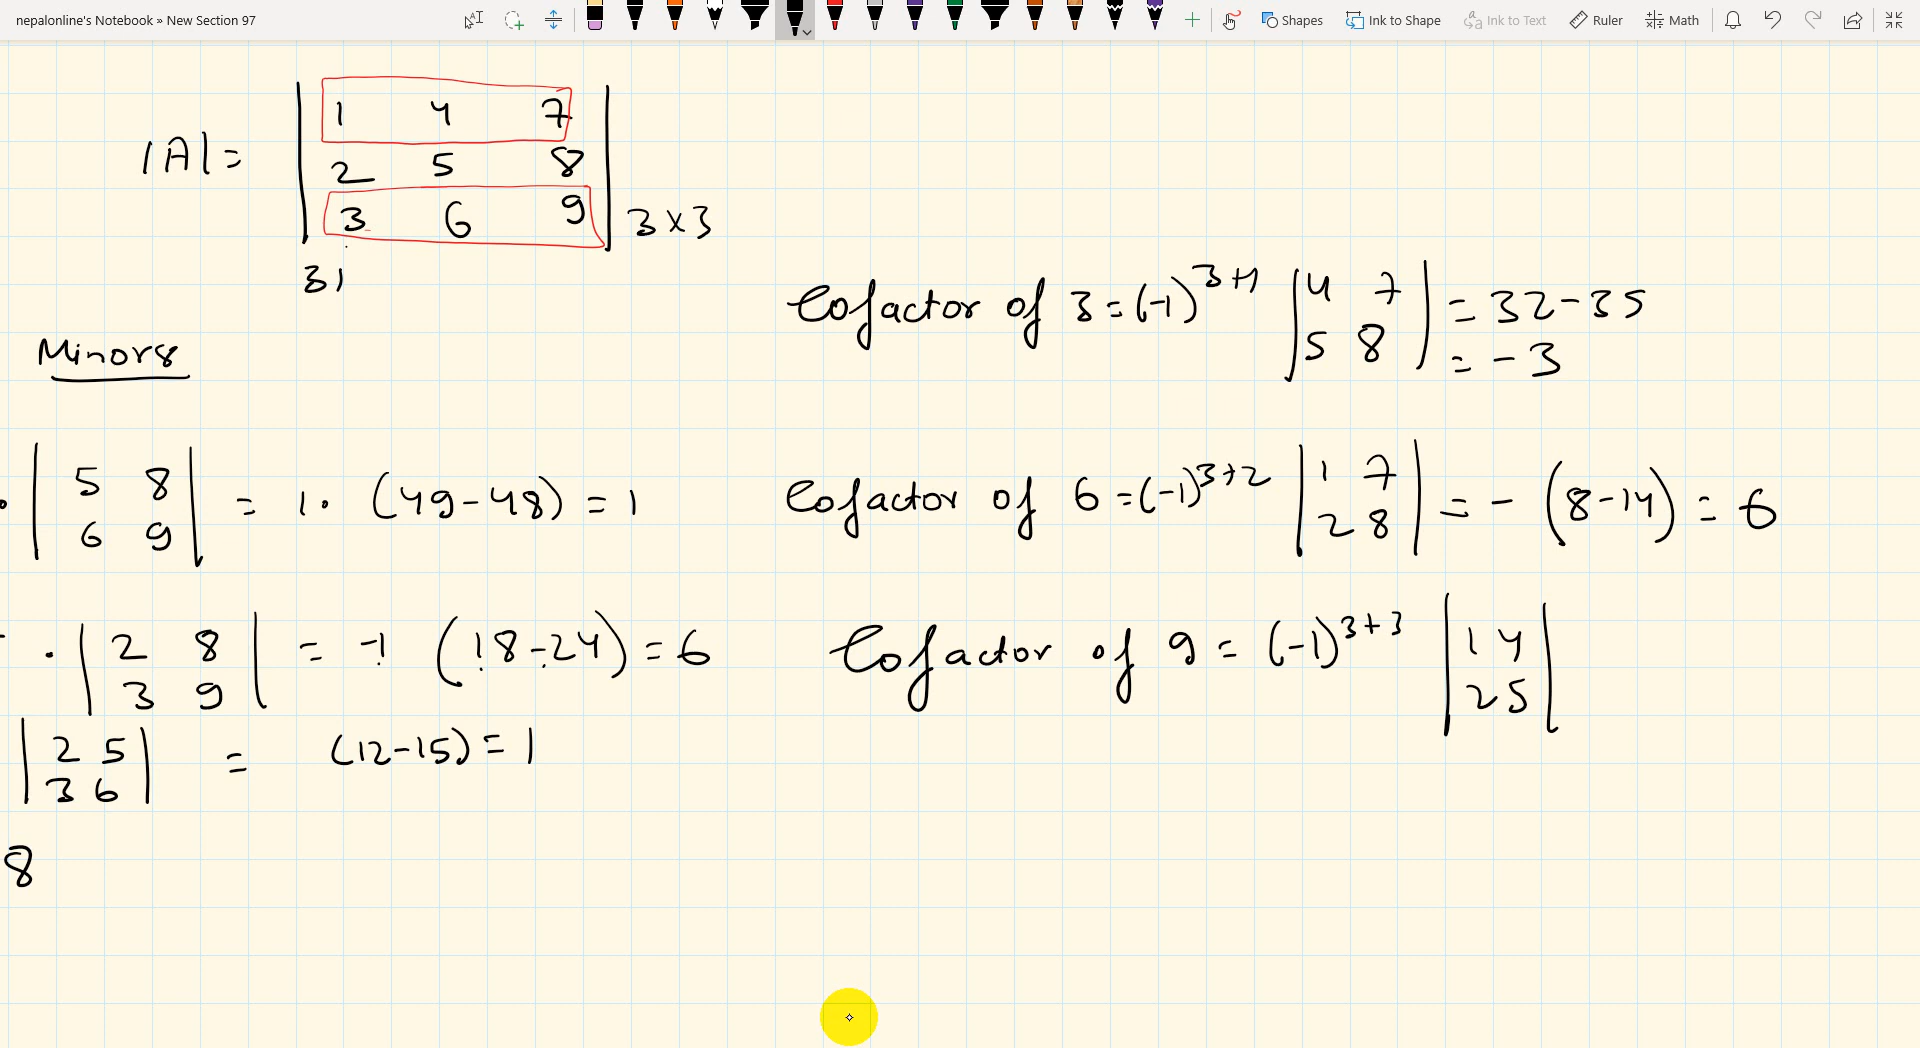 nepalonline's Notebook » New Section 97
Shapes Ink to Shape Ink to Text Ruler Math
|A| = | 1 4 7 |
| 2 5 8 |
| 3 6 9 | 3 x 3
31
Minors
Cofactor of 3 = (-1)^3+1 | 4 7 | = 32-35
| 5 8 | = -3
. | 5 8 | = 1. (49-48) = 1
| 6 9 |
Cofactor of 6 = (-1)^3+2 | 1 7 | = - (8-14) = 6
| 2 8 |
. | 2 8 | = -1 (18-24) = 6
| 3 9 |
Cofactor of 9 = (-1)^3+3 | 1 4 |
| 2 5 |
| 2 5 | = (12-15) = 1
| 3 6 |
8